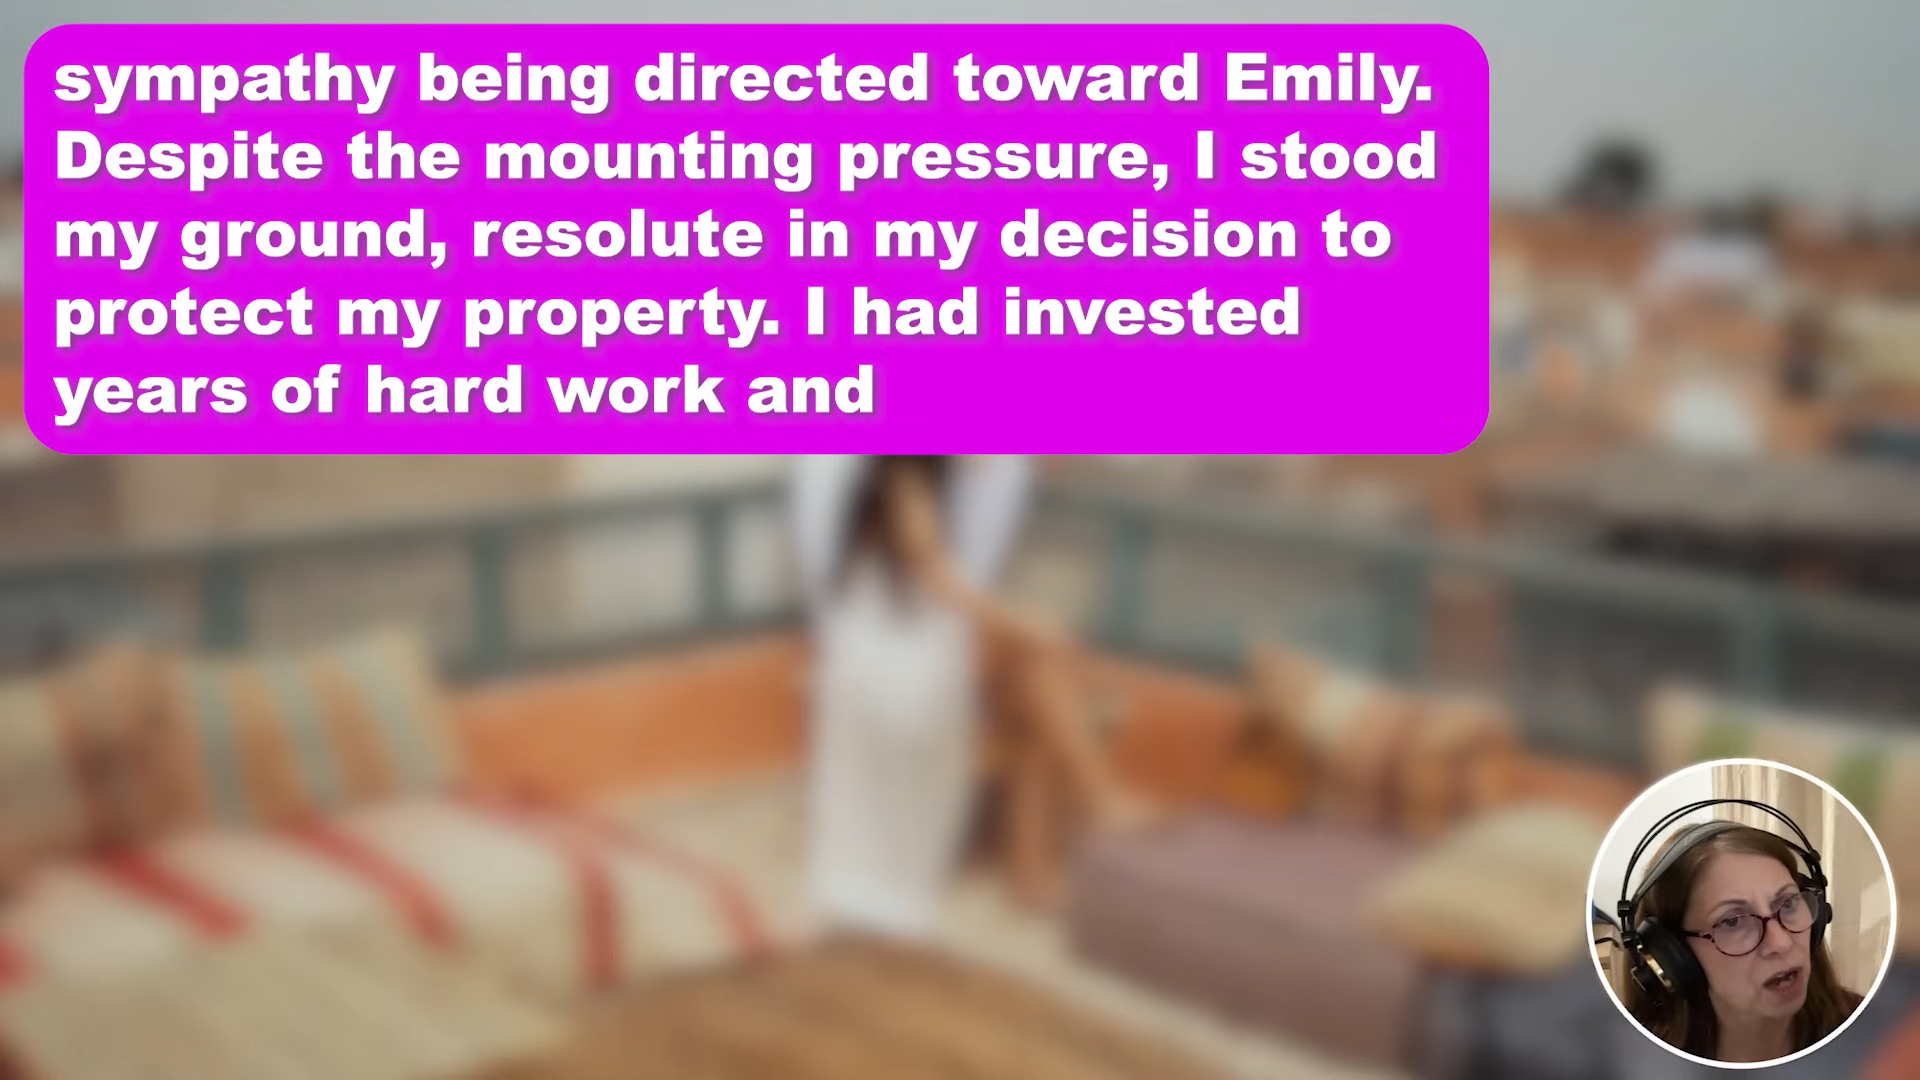 sympathy being directed toward Emily.
Despite the mounting pressure, I stood
my ground, resolute in my decision to
protect my property. I had invested
years of hard work and